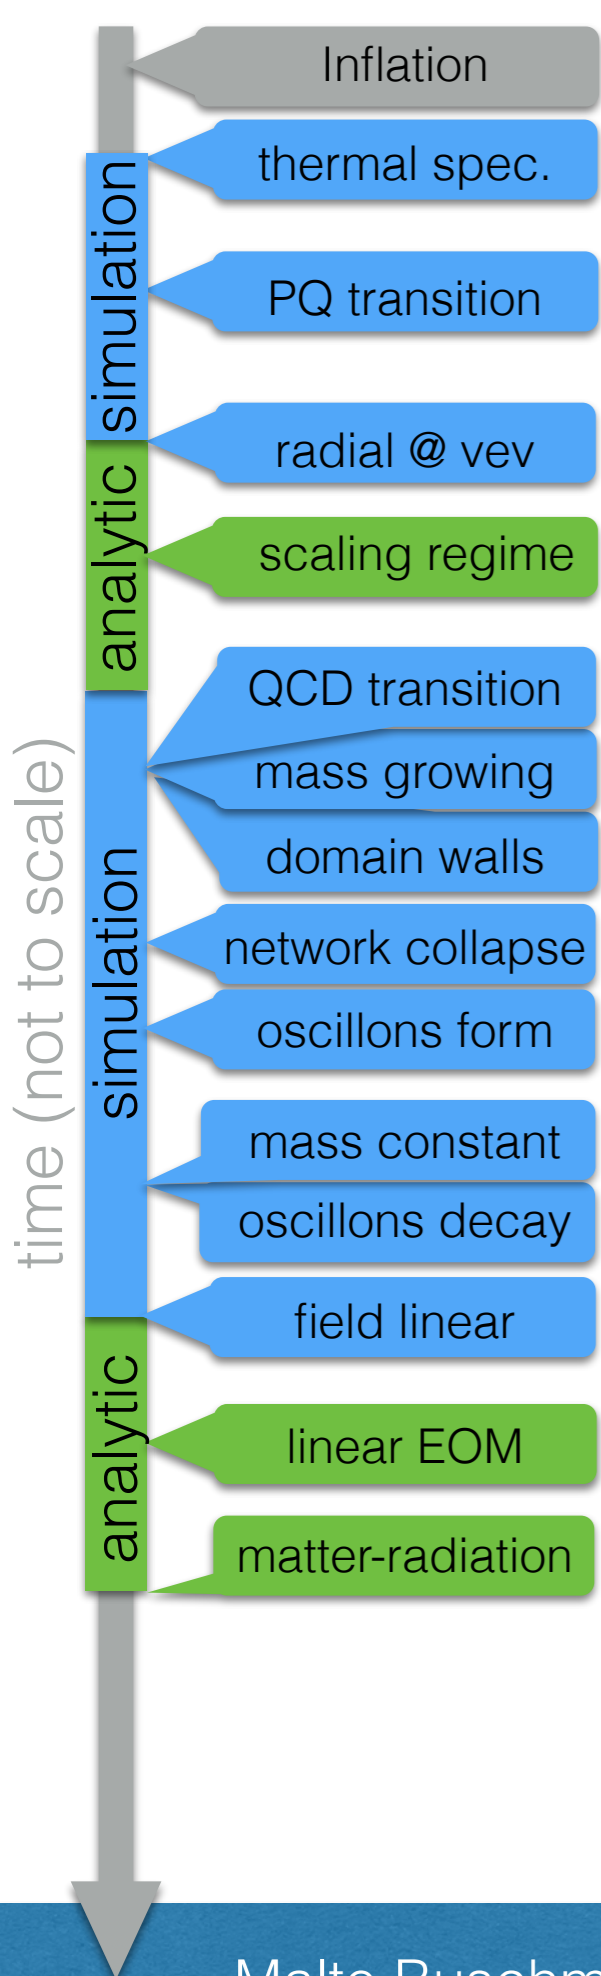 Inflation
thermal spec.
simulation
PQ transition
radial @ vev
analytic
scaling regime
QCD transition
mass growing
domain walls
time (not to scale)
simulation
network collapse
oscillons form
mass constant
oscillons decay
field linear
analytic
linear EOM
matter-radiation
Malte